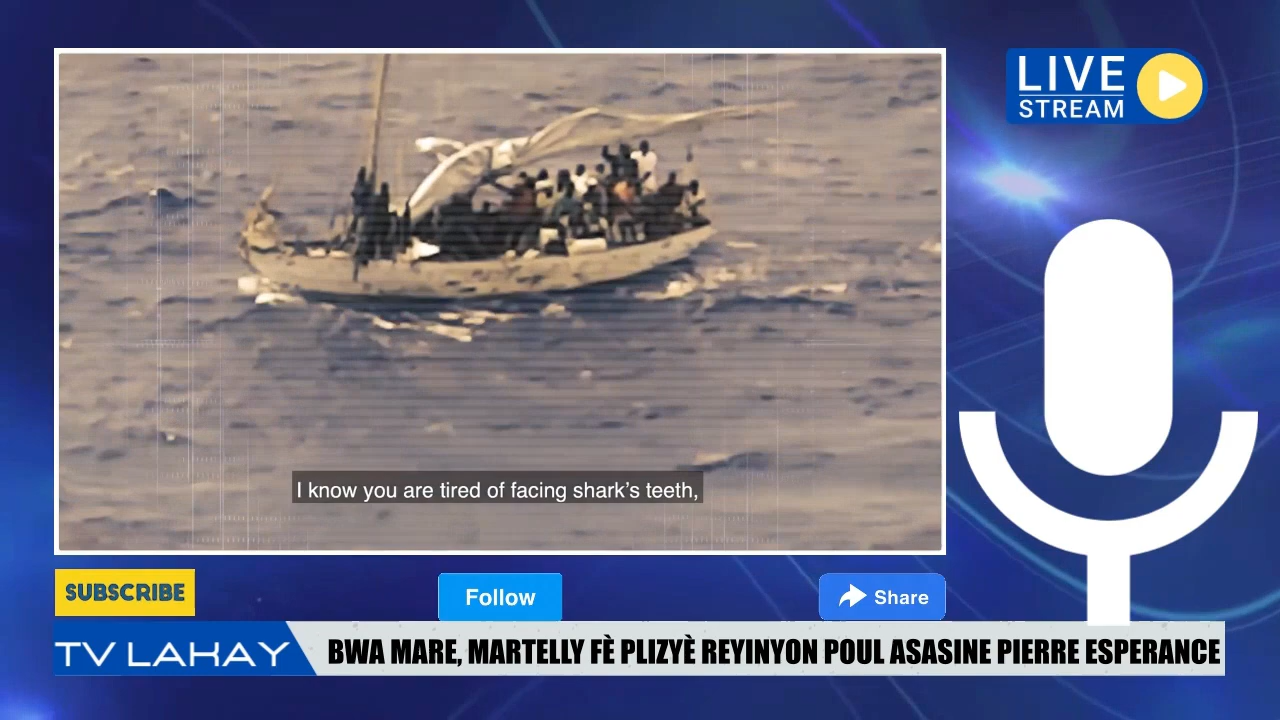 LIVE
STREAM
I know you are tired of facing shark's teeth,
SUBSCRIBE
Follow
Share
TV LAKAY
BWA MARE, MARTELLY FÈ PLIZYÈ REYINYON POUL ASASINE PIERRE ESPERANCE